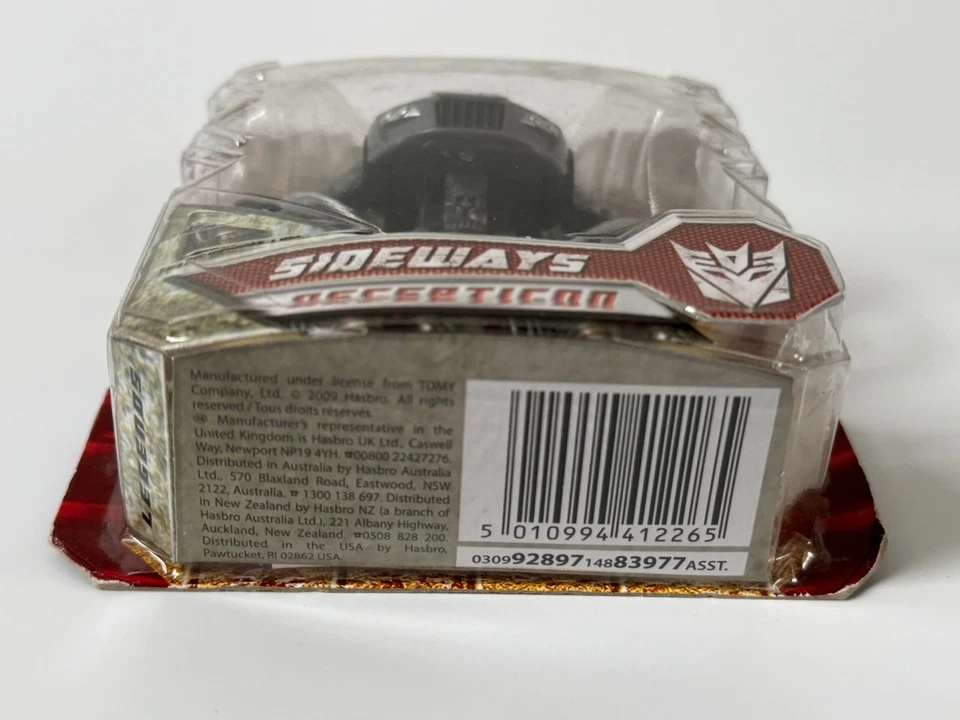 SIDEWAYS
DECEPTICON
LEGENDS
Manufactured under license from TOMY
Company, Ltd. © 2009 Hasbro. All rights
reserved / Tous droits réservés.
GB Manufacturer's representative in the
United Kingdom is Hasbro UK Ltd., Caswell
Way, Newport NP19 4YH. ☎00800 22427276.
Distributed in Australia by Hasbro Australia
Ltd., 570 Blaxland Road, Eastwood, NSW
2122, Australia. ☎ 1300 138 697. Distributed
in New Zealand by Hasbro NZ (a branch of
Hasbro Australia Ltd.), 221 Albany Highway,
Auckland, New Zealand. ☎0508 828 200.
Distributed in the USA by Hasbro,
Pawtucket, RI 02862 USA.
5 010994 412265
0309 92897 148 83977 ASST.